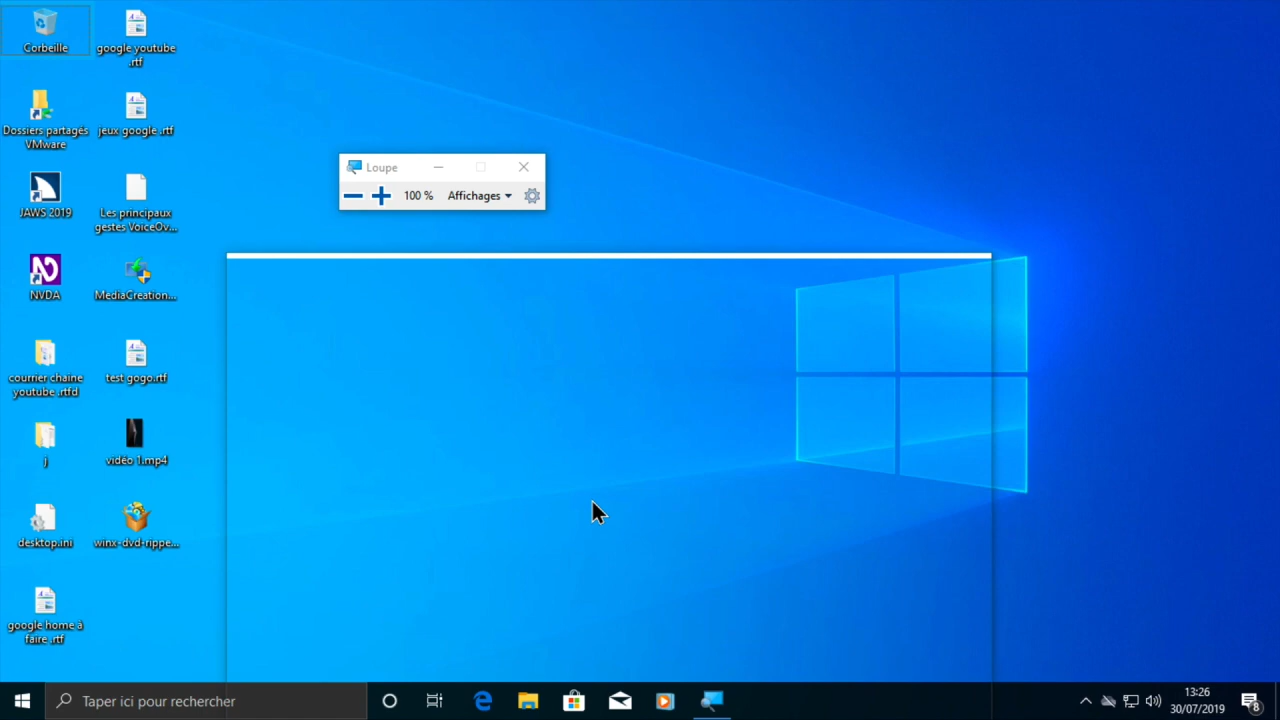 Corbeille
google youtube
.rtf
Dossiers partagés
VMware
jeux google .rtf
JAWS 2019
Les principaux
gestes VoiceOv...
NVDA
MediaCreation...
courrier chaine
youtube .rtfd
test gogo.rtf
j
vidéo 1.mp4
desktop.ini
winx-dvd-rippe...
google home à
faire .rtf
Loupe
100 %
Affichages
Taper ici pour rechercher
13:26
30/07/2019
8